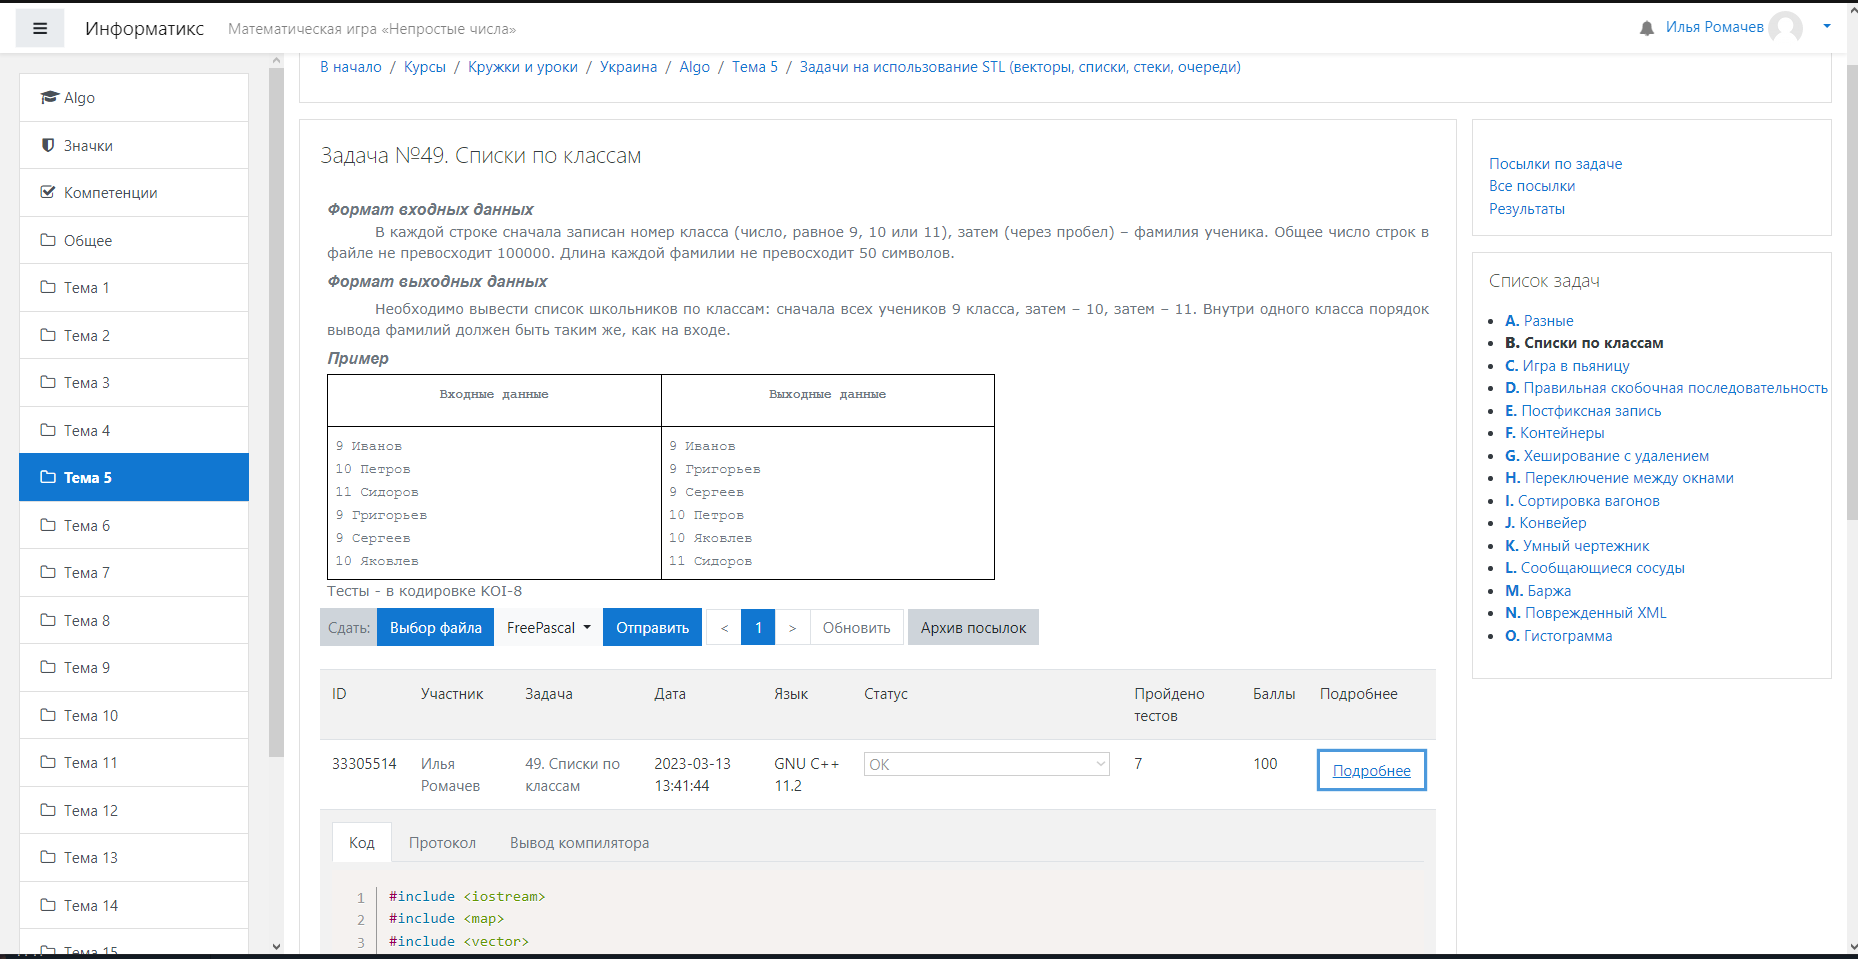 Информатикс
Математическая игра «Непростые числа»
Илья Ромачев
Algo
Значки
Компетенции
Общее
Тема 1
Тема 2
Тема 3
Тема 4
Тема 5
Тема 6
Тема 7
Тема 8
Тема 9
Тема 10
Тема 11
Тема 12
Тема 13
Тема 14
Тема 15
В начало / Курсы / Кружки и уроки / Украина / Algo / Тема 5 / Задачи на использование STL (векторы, списки, стеки, очереди)
Задача №49. Списки по классам
Формат входных данных
В каждой строке сначала записан номер класса (число, равное 9, 10 или 11), затем (через пробел) – фамилия ученика. Общее число строк в
файле не превосходит 100000. Длина каждой фамилии не превосходит 50 символов.
Формат выходных данных
Необходимо вывести список школьников по классам: сначала всех учеников 9 класса, затем – 10, затем – 11. Внутри одного класса порядок
вывода фамилий должен быть таким же, как на входе.
Пример
Входные данные
Выходные данные
9 Иванов
10 Петров
11 Сидоров
9 Григорьев
9 Сергеев
10 Яковлев
9 Иванов
9 Григорьев
9 Сергеев
10 Петров
10 Яковлев
11 Сидоров
Тесты - в кодировке KOI-8
Сдать: Выбор файла FreePascal Отправить < 1 > Обновить Архив посылок
ID Участник Задача Дата Язык Статус Пройдено тестов Баллы Подробнее
33305514 Илья Ромачев 49. Списки по классам 2023-03-13 13:41:44 GNU C++ 11.2 OK 7 100 Подробнее
Код Протокол Вывод компилятора
1 #include <iostream>
2 #include <map>
3 #include <vector>
Посылки по задаче
Все посылки
Результаты
Список задач
A. Разные
B. Списки по классам
C. Игра в пьяницу
D. Правильная скобочная последовательность
E. Постфиксная запись
F. Контейнеры
G. Хеширование с удалением
H. Переключение между окнами
I. Сортировка вагонов
J. Конвейер
K. Умный чертежник
L. Сообщающиеся сосуды
M. Баржа
N. Поврежденный XML
O. Гистограмма